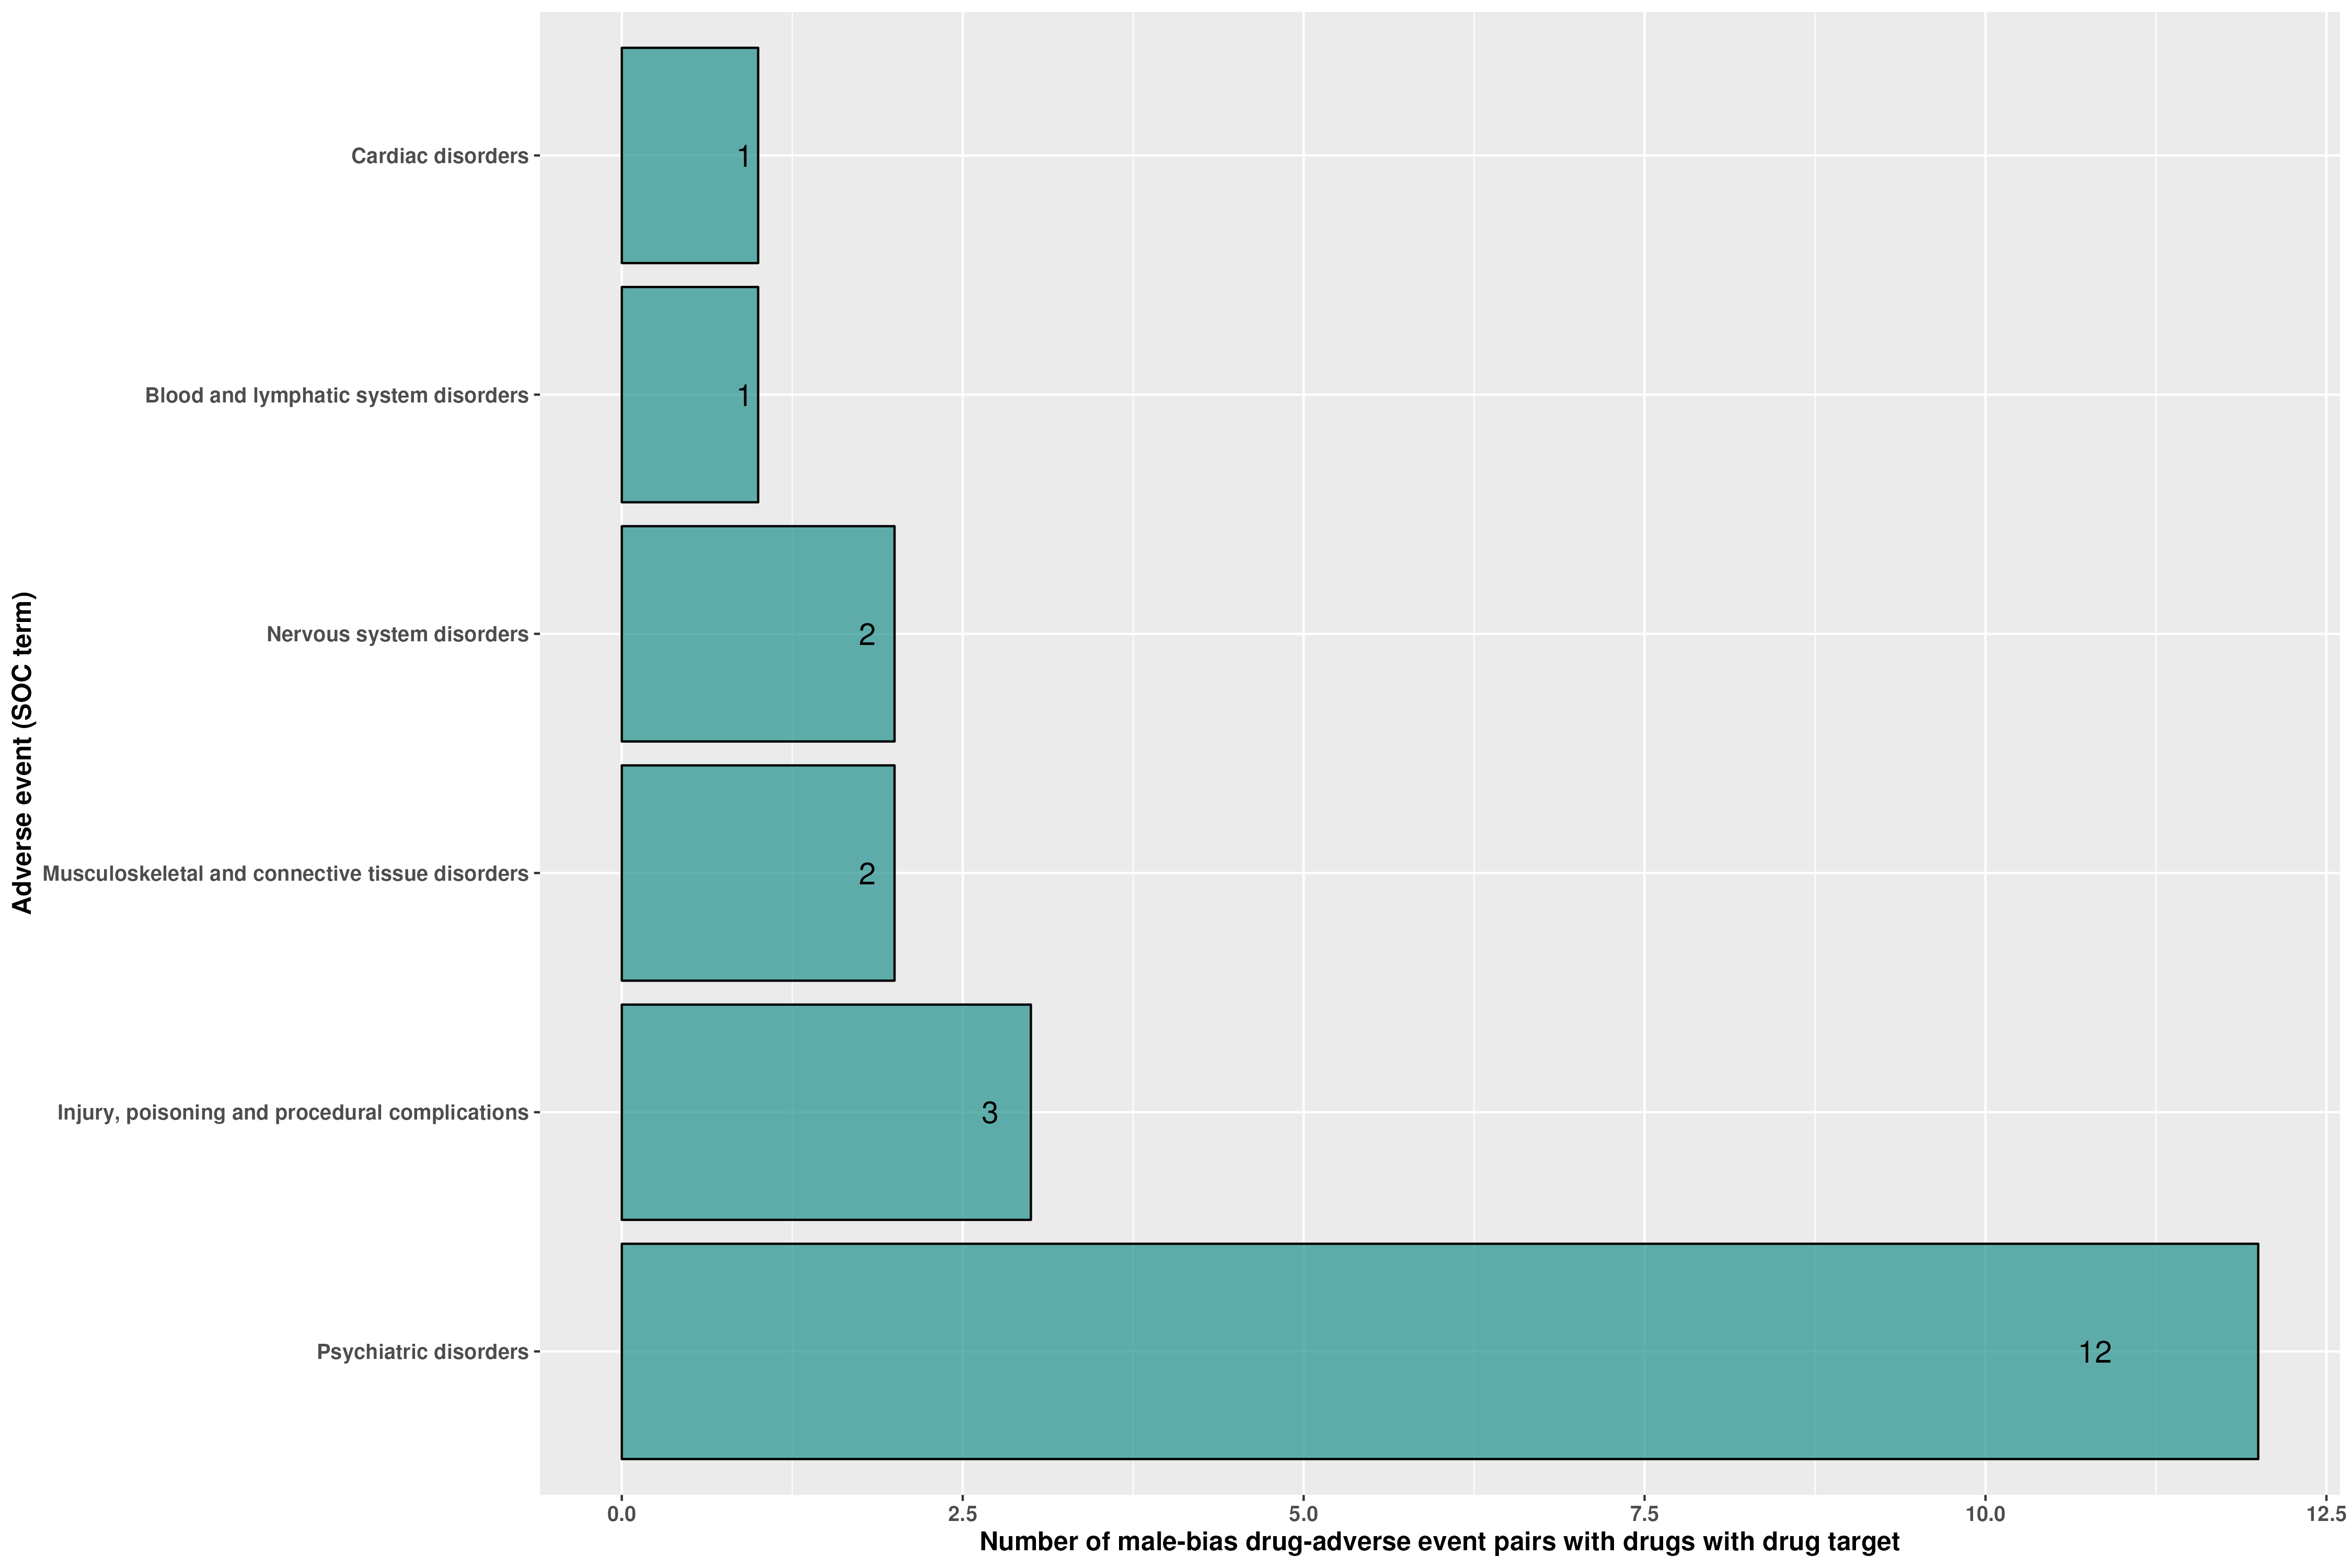 Adverse event (SOC term)
Cardiac disorders
1
Blood and lymphatic system disorders
1
Nervous system disorders
2
Musculoskeletal and connective tissue disorders
2
Injury, poisoning and procedural complications
3
Psychiatric disorders
12
0.0 2.5 5.0 7.5 10.0 12.5
Number of male-bias drug-adverse event pairs with drugs with drug target